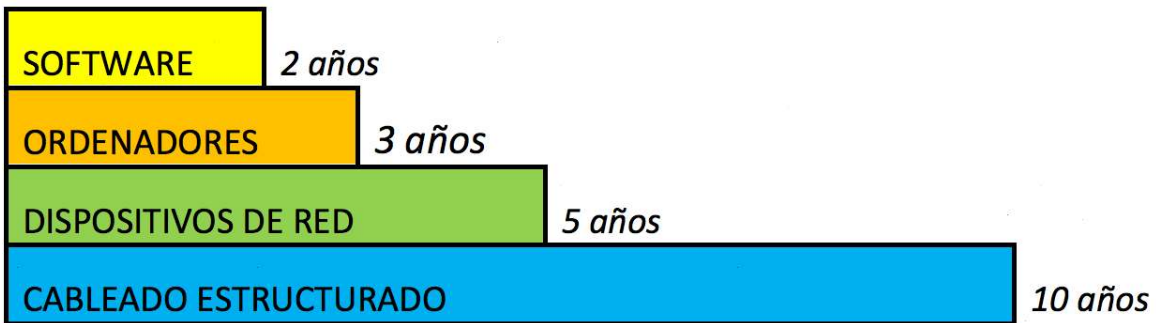 SOFTWARE 2 años
ORDENADORES 3 años
DISPOSITIVOS DE RED 5 años
CABLEADO ESTRUCTURADO 10 años